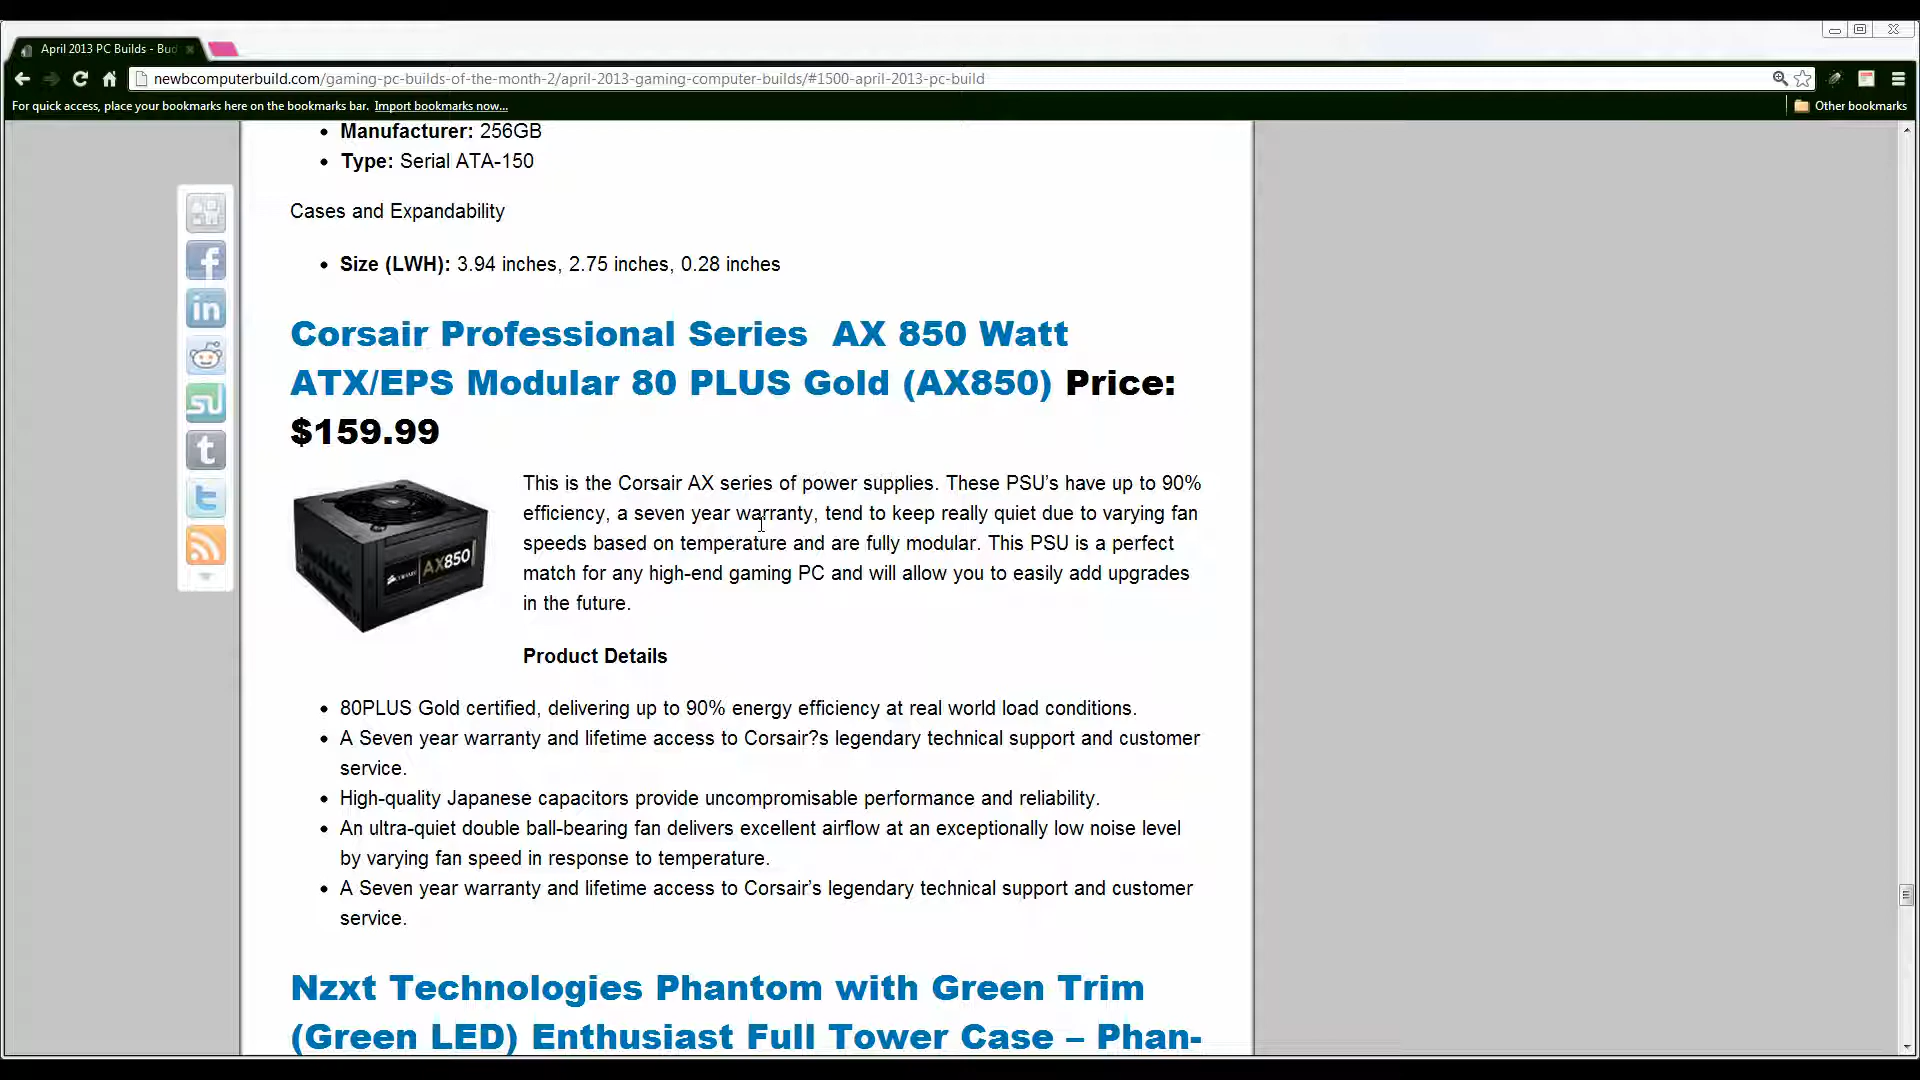 April 2013 PC Builds - Bud
newbcomputerbuild.com/gaming-pc-builds-of-the-month-2/april-2013-gaming-computer-builds/#1500-april-2013-pc-build
For quick access, place your bookmarks here on the bookmarks bar. Import bookmarks now...
Other bookmarks
Manufacturer: 256GB
Type: Serial ATA-150
Cases and Expandability
Size (LWH): 3.94 inches, 2.75 inches, 0.28 inches
Corsair Professional Series AX 850 Watt
ATX/EPS Modular 80 PLUS Gold (AX850) Price:
$159.99
AX850
This is the Corsair AX series of power supplies. These PSU's have up to 90%
efficiency, a seven year warranty, tend to keep really quiet due to varying fan
speeds based on temperature and are fully modular. This PSU is a perfect
match for any high-end gaming PC and will allow you to easily add upgrades
in the future.
Product Details
80PLUS Gold certified, delivering up to 90% energy efficiency at real world load conditions.
A Seven year warranty and lifetime access to Corsair?s legendary technical support and customer
service.
High-quality Japanese capacitors provide uncompromisable performance and reliability.
An ultra-quiet double ball-bearing fan delivers excellent airflow at an exceptionally low noise level
by varying fan speed in response to temperature.
A Seven year warranty and lifetime access to Corsair's legendary technical support and customer
service.
Nzxt Technologies Phantom with Green Trim
(Green LED) Enthusiast Full Tower Case – Phan-